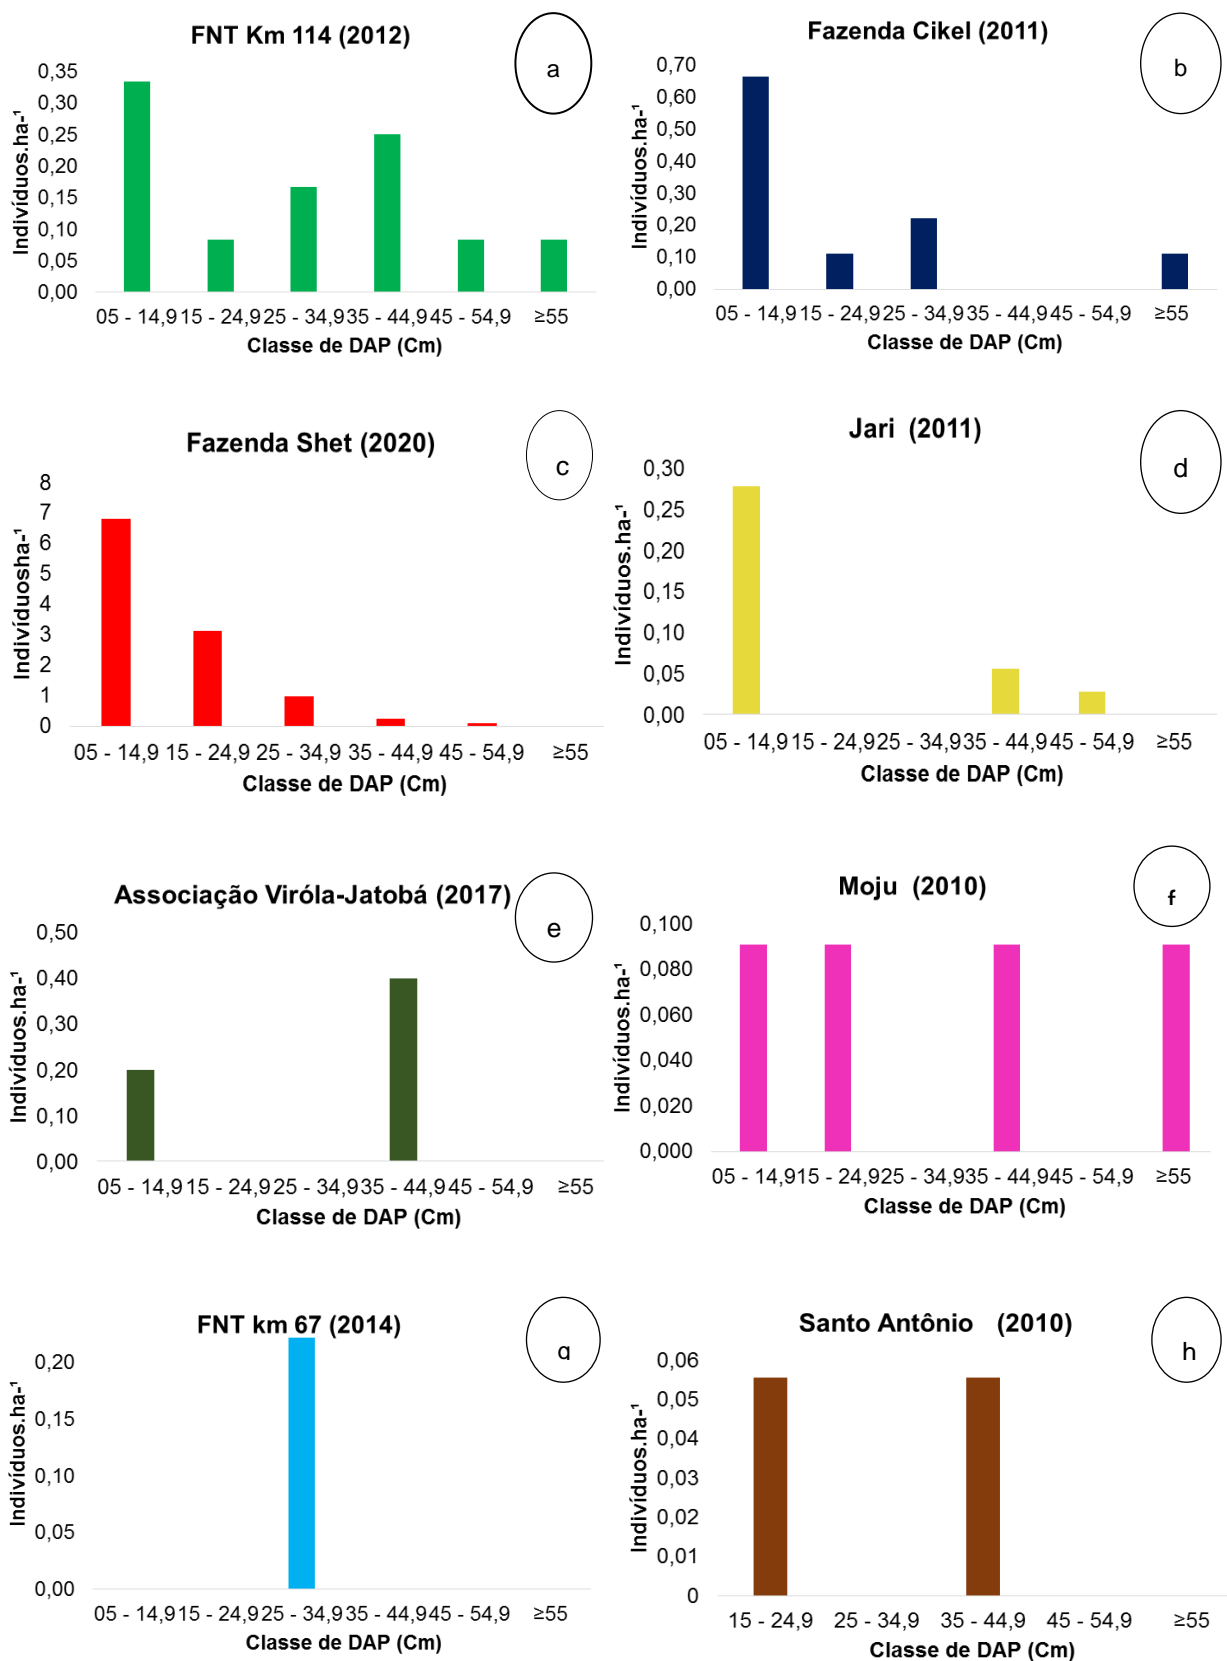 FNT Km 114 (2012)
a
Indivíduos.ha-¹
0,35
0,30
0,25
0,20
0,15
0,10
0,05
0,00
05 - 14,9 15 - 24,9 25 - 34,9 35 - 44,9 45 - 54,9 ≥55
Classe de DAP (Cm)
Fazenda Cikel (2011)
b
Indivíduos.ha-¹
0,70
0,60
0,50
0,40
0,30
0,20
0,10
0,00
05 - 14,9 15 - 24,9 25 - 34,9 35 - 44,9 45 - 54,9 ≥55
Classe de DAP (Cm)
Fazenda Shet (2020)
c
Indivíduosha-¹
8
7
6
5
4
3
2
1
0
05 - 14,9 15 - 24,9 25 - 34,9 35 - 44,9 45 - 54,9 ≥55
Classe de DAP (Cm)
Jari (2011)
d
Indivíduos.ha-¹
0,30
0,25
0,20
0,15
0,10
0,05
0,00
05 - 14,9 15 - 24,9 25 - 34,9 35 - 44,9 45 - 54,9 ≥55
Classe de DAP (Cm)
Associação Viróla-Jatobá (2017)
e
Indivíduos.ha-¹
0,50
0,40
0,30
0,20
0,10
0,00
05 - 14,9 15 - 24,9 25 - 34,9 35 - 44,9 45 - 54,9 ≥55
Classe de DAP (Cm)
Moju (2010)
f
Indivíduos.ha-¹
0,100
0,080
0,060
0,040
0,020
0,000
05 - 14,9 15 - 24,9 25 - 34,9 35 - 44,9 45 - 54,9 ≥55
Classe de DAP (Cm)
FNT km 67 (2014)
g
Indivíduos.ha-¹
0,20
0,15
0,10
0,05
0,00
05 - 14,9 15 - 24,9 25 - 34,9 35 - 44,9 45 - 54,9 ≥55
Classe de DAP (Cm)
Santo Antônio (2010)
h
Indivíduos.ha-¹
0,06
0,05
0,04
0,03
0,02
0,01
0
15 - 24,9 25 - 34,9 35 - 44,9 45 - 54,9 ≥55
Classe de DAP (Cm)